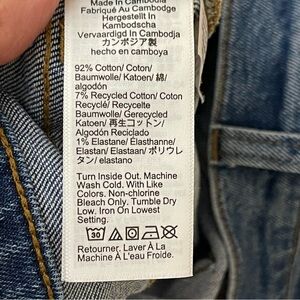 Made In Cambodia
Fabriqué Au Cambodge
Hergestellt In
Kambodscha
Vervaardigd In Cambodja
カンボジア製
hecho en camboya
92% Cotton/ Coton/
Baumwolle/ Katoen/ 綿/
algodón
7% Recycled Cotton/ Coton
Recyclé/ Recycelte
Baumwolle/ Gerecycled
Katoen/ 再生コットン/
Algodón Reciclado
1% Elastane/ Élasthanne/
Elastan/ Elastaan/ ポリウレ
タン/ elastano
Turn Inside Out. Machine
Wash Cold. With Like
Colors. Non-chlorine
Bleach Only. Tumble Dry
Low. Iron On Lowest
Setting.
30
Retourner. Laver À La
Machine À L'eau Froide.